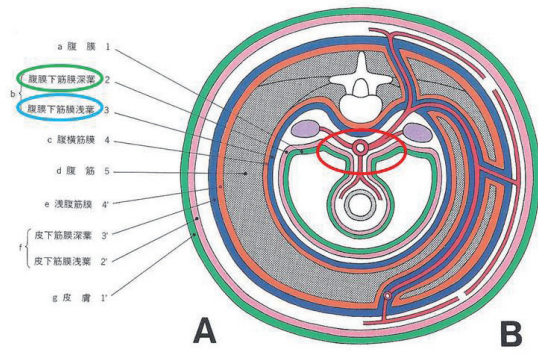 a 腹 膜 1
b
腹膜下筋膜深葉 2
腹膜下筋膜浅葉 3
c 腹横筋膜 4
d 腹 筋 5
e 浅腹筋膜 4'
f
皮下筋膜深葉 3'
皮下筋膜浅葉 2'
g 皮 膚 1'
A
B